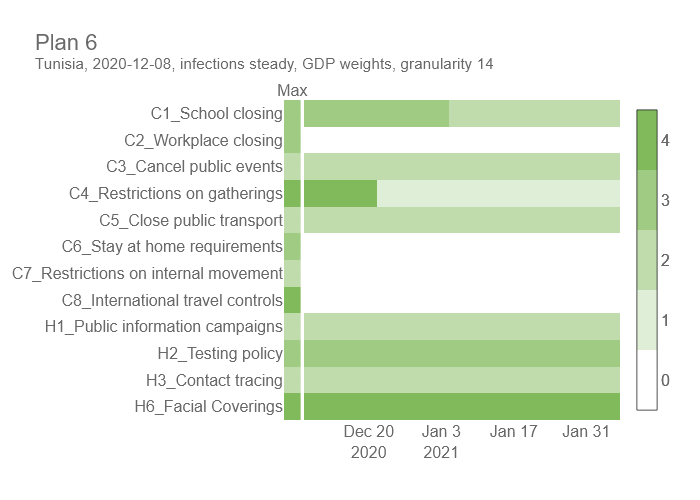 Plan 6
Tunisia, 2020-12-08, infections steady, GDP weights, granularity 14
Max
C1_School closing
C2_Workplace closing
C3_Cancel public events
C4_Restrictions on gatherings
C5_Close public transport
C6_Stay at home requirements
C7_Restrictions on internal movement
C8_International travel controls
H1_Public information campaigns
H2_Testing policy
H3_Contact tracing
H6_Facial Coverings
4
3
2
1
0
Dec 20 Jan 3 Jan 17 Jan 31
2020 2021